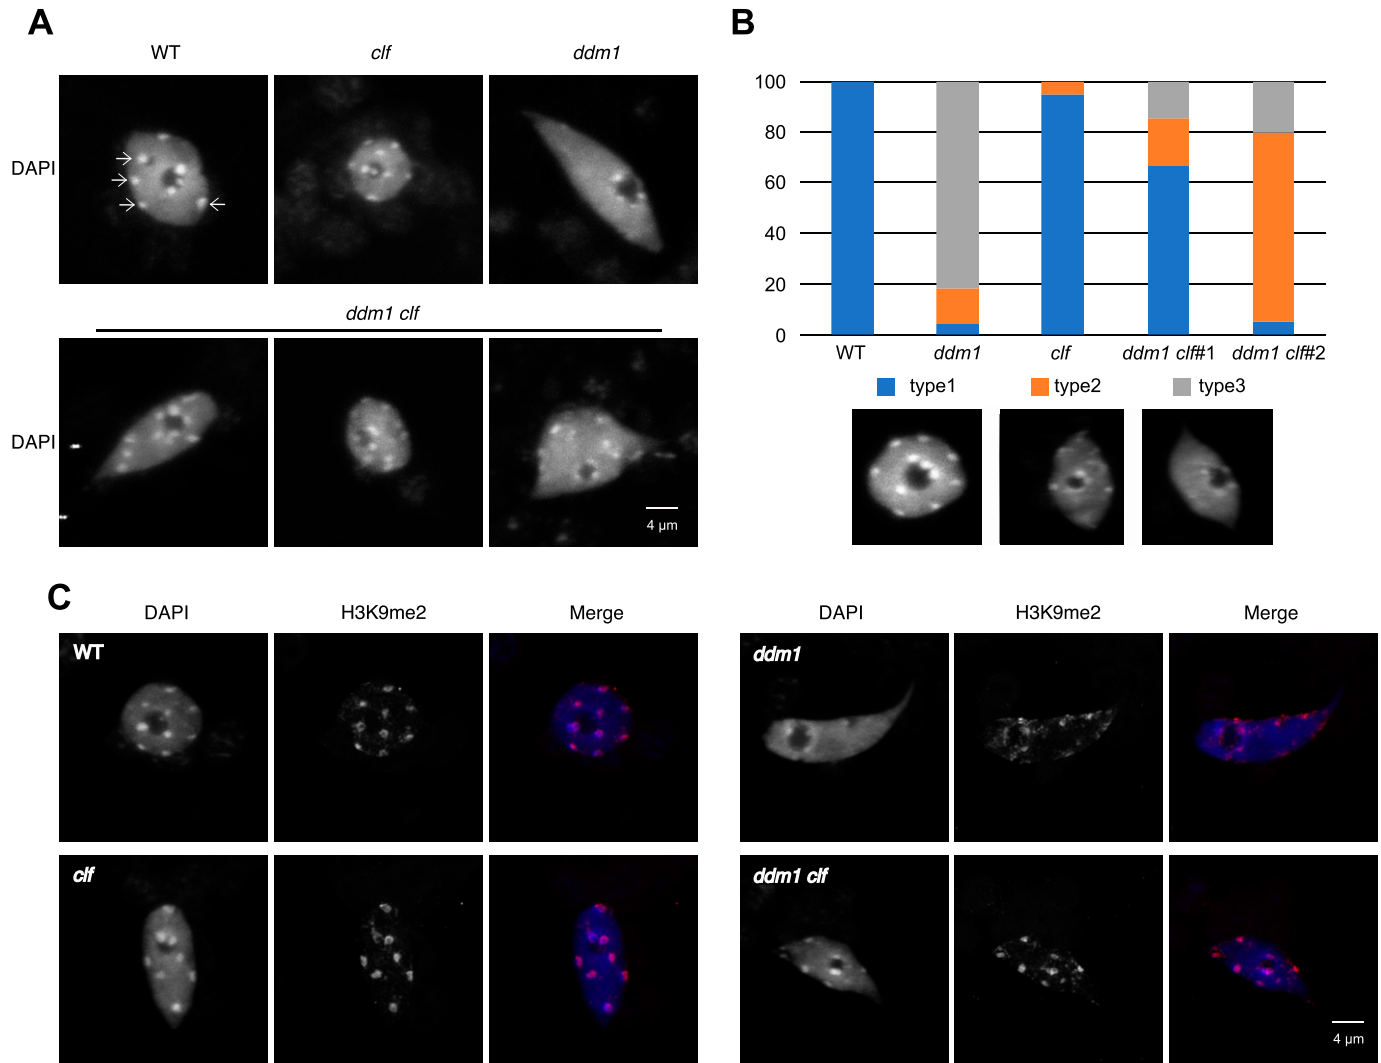 A
WT clf ddm1
DAPI
ddm1 clf
DAPI
4 µm
B
100
80
60
40
20
0
WT ddm1 clf ddm1 clf#1 ddm1 clf#2
type1 type2 type3
C
DAPI H3K9me2 Merge DAPI H3K9me2 Merge
WT ddm1
clf ddm1 clf
4 µm